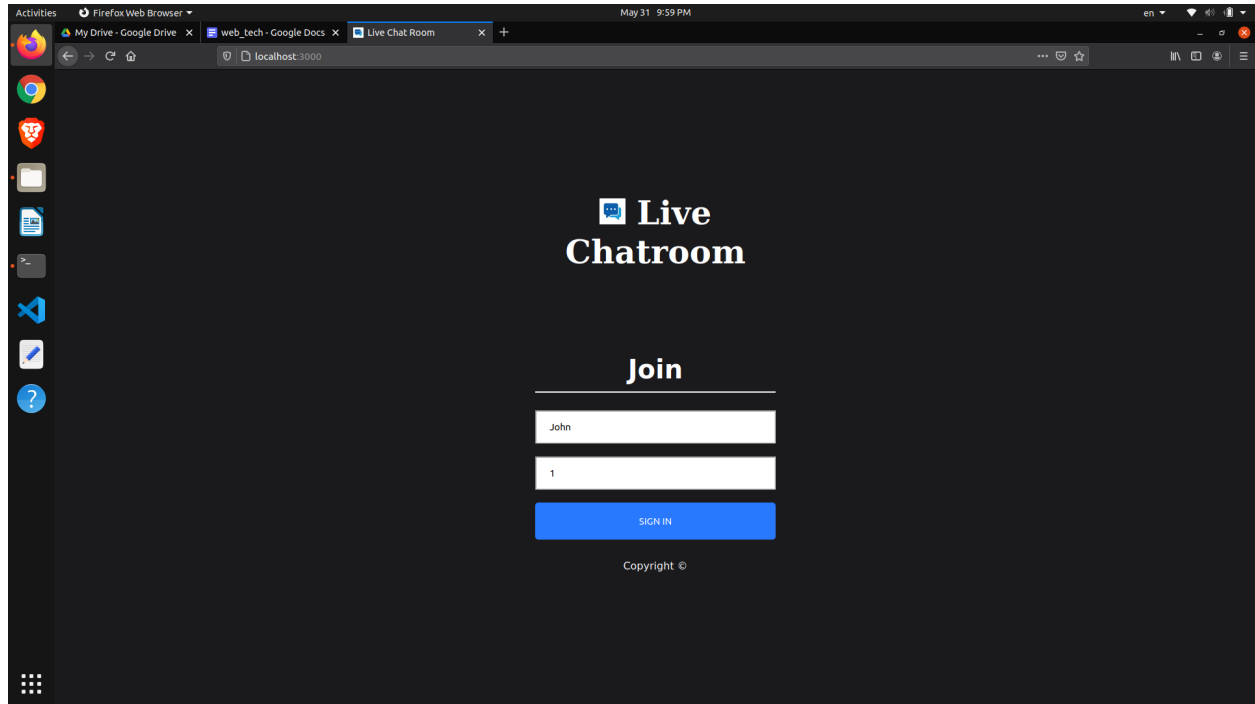 Activities Firefox Web Browser May 31 9:59 PM en
My Drive - Google Drive web_tech - Google Docs Live Chat Room
localhost:3000
Live
Chatroom
Join
John
1
SIGN IN
Copyright ©